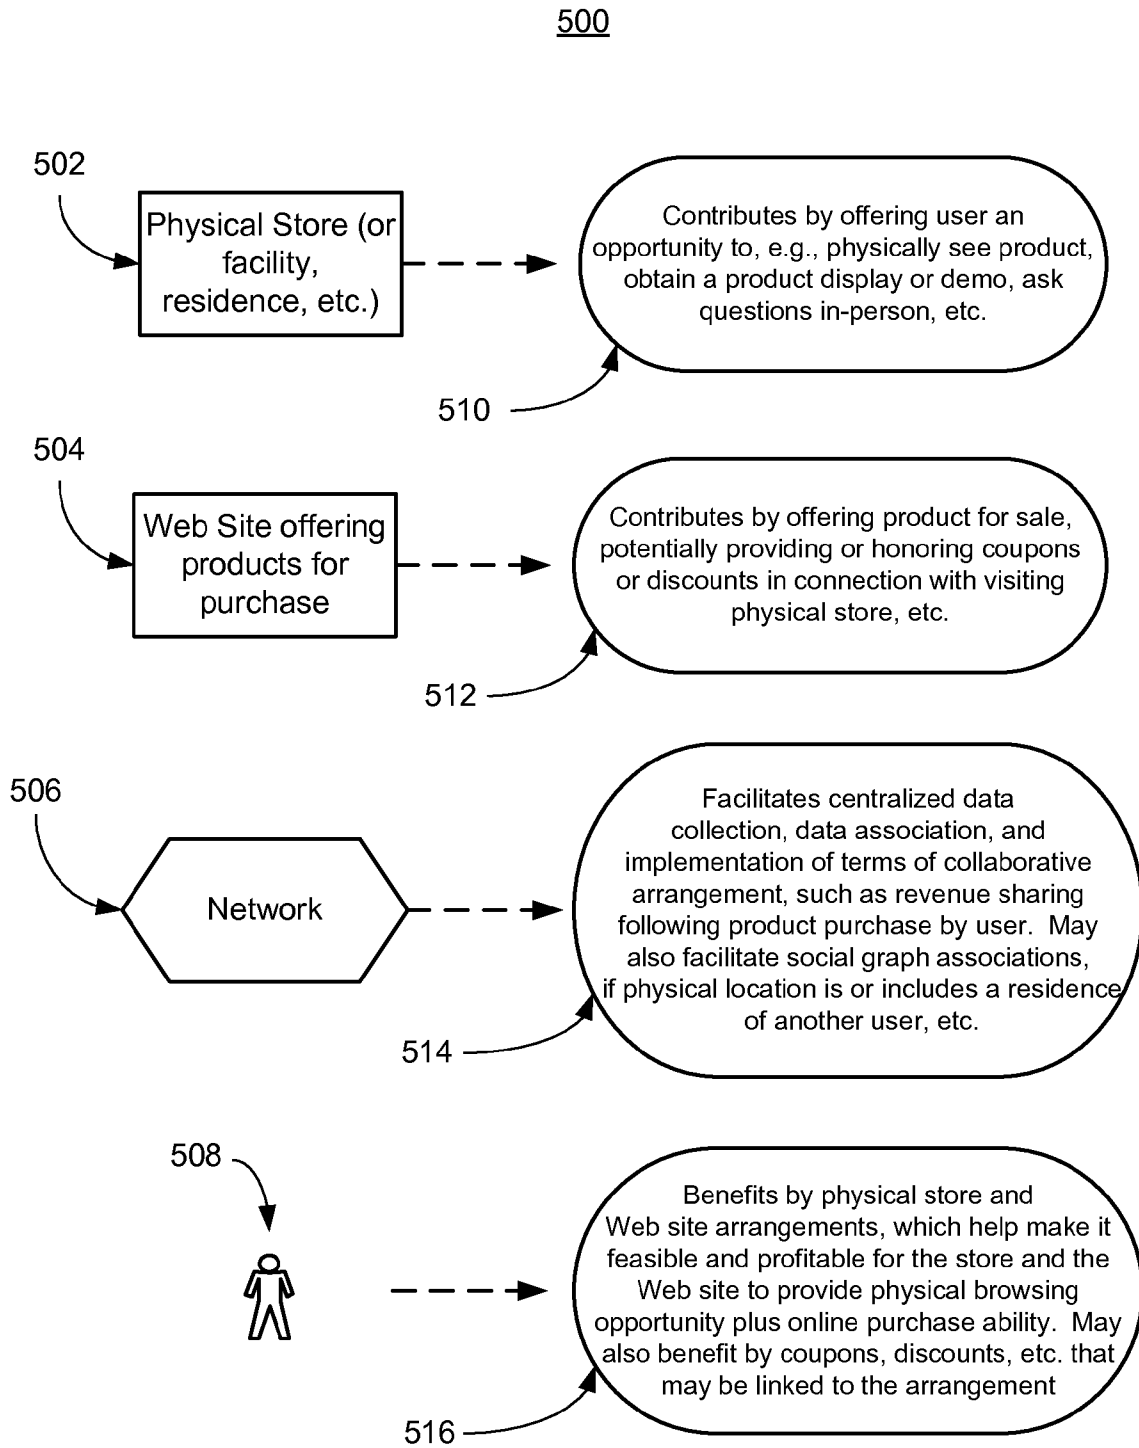 500
502
Physical Store (or
facility,
residence, etc.)
Contributes by offering user an
opportunity to, e.g., physically see product,
obtain a product display or demo, ask
questions in-person, etc.
510
504
Web Site offering
products for
purchase
Contributes by offering product for sale,
potentially providing or honoring coupons
or discounts in connection with visiting
physical store, etc.
512
506
Network
Facilitates centralized data
collection, data association, and
implementation of terms of collaborative
arrangement, such as revenue sharing
following product purchase by user.  May
also facilitate social graph associations,
if physical location is or includes a residence
of another user, etc.
514
508
Benefits by physical store and
Web site arrangements, which help make it
feasible and profitable for the store and the
Web site to provide physical browsing
opportunity plus online purchase ability.  May
also benefit by coupons, discounts, etc. that
may be linked to the arrangement
516